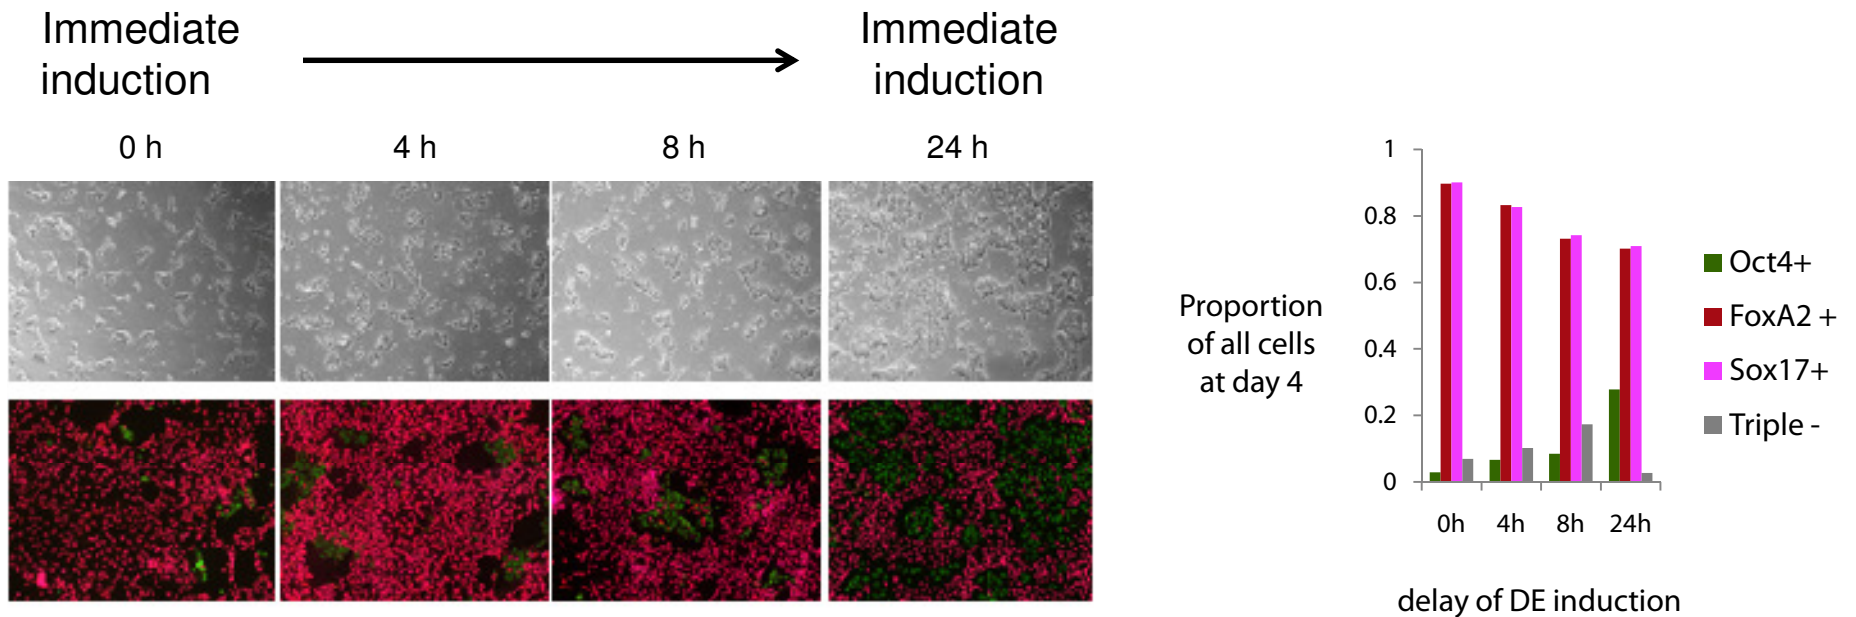 Immediate
induction
Immediate
induction
0 h
4 h
8 h
24 h
Proportion
of all cells
at day 4
1
0.8
0.6
0.4
0.2
0
0h
4h
8h
24h
delay of DE induction
Oct4+
FoxA2 +
Sox17+
Triple -